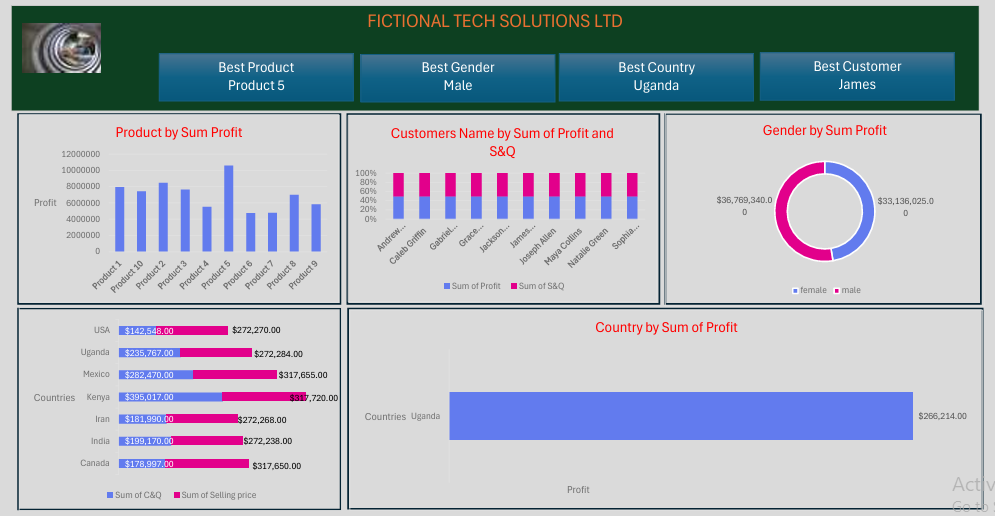 FICTIONAL TECH SOLUTIONS LTD
Best Product
Product 5
Best Gender
Male
Best Country
Uganda
Best Customer
James
Product by Sum Profit
12000000
10000000
8000000
6000000
4000000
2000000
0
Profit
Product 1
Product 10
Product 2
Product 3
Product 4
Product 5
Product 6
Product 7
Product 8
Product 9
Customers Name by Sum of Profit and
S&Q
100%
80%
60%
40%
20%
0%
Andrew...
Caleb Griffin
Gabriel...
Grace...
Jackson...
James...
Joseph Allen
Maya Collins
Natalie Green
Sophia...
Sum of Profit
Sum of S&Q
Gender by Sum Profit
$36,769,340.0
0
$33,136,025.0
0
female
male
USA $142,548.00 $272,270.00
Uganda $235,767.00 $272,284.00
Mexico $282,470.00 $317,655.00
Countries Kenya $395,017.00 $317,720.00
Iran $181,990.00 $272,268.00
India $199,170.00 $272,238.00
Canada $178,997.00 $317,650.00
Sum of C&Q
Sum of Selling price
Country by Sum of Profit
Countries Uganda $266,214.00
Profit